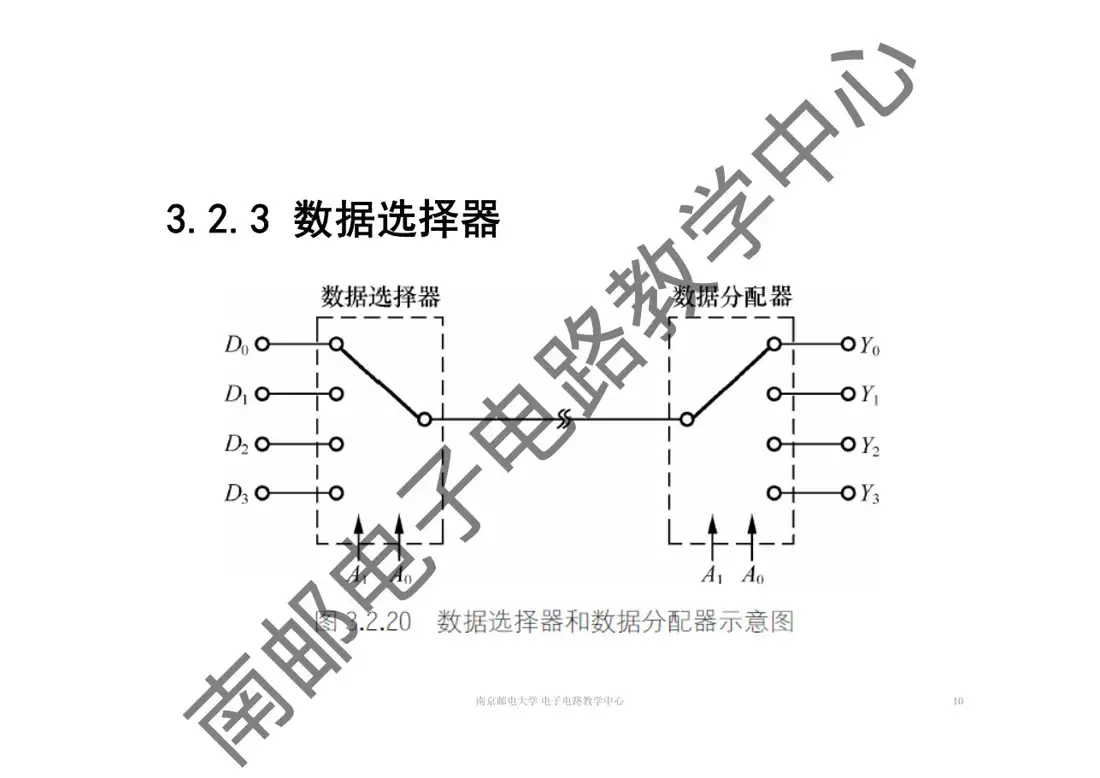 3.2.3 数据选择器
数据选择器 数据分配器
D0 Y0
D1 Y1
D2 Y2
D3 Y3
A1 A0 A1 A0
图 3.2.20 数据选择器和数据分配器示意图
南邮电子电路教学中心
南京邮电大学 电子电路教学中心 10